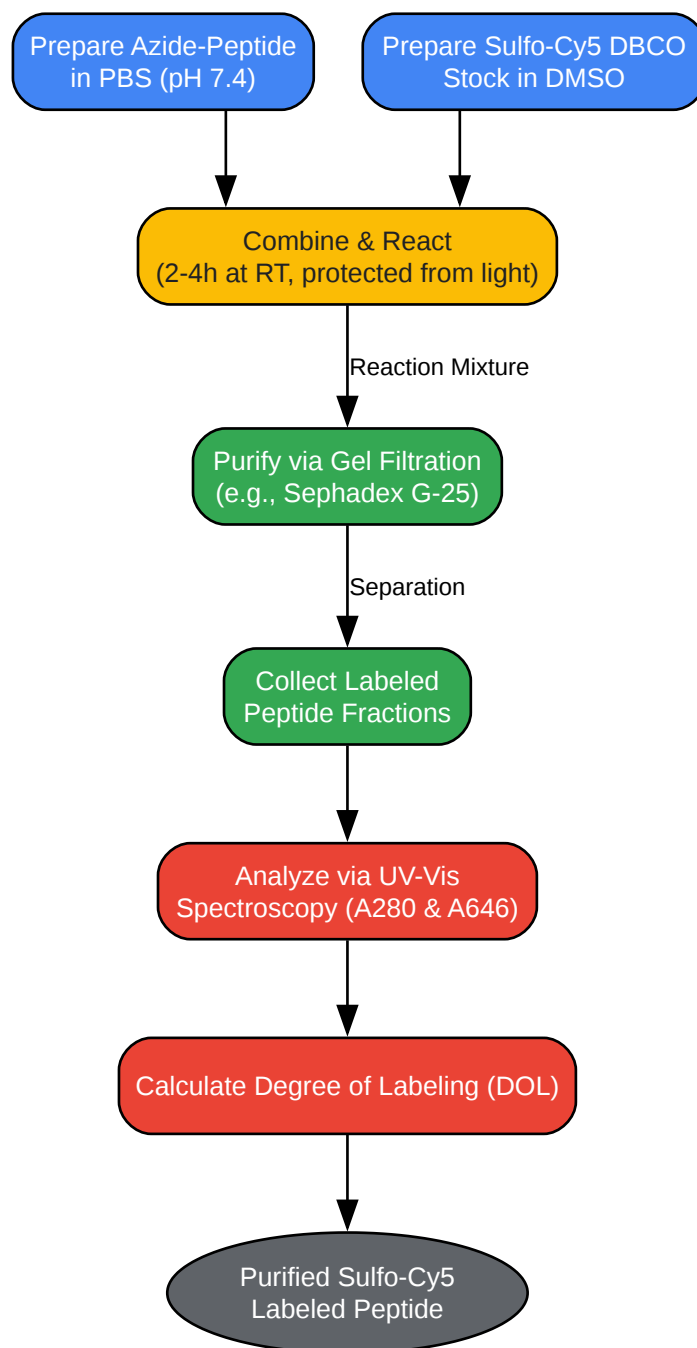 Prepare Azide-Peptide
in PBS (pH 7.4)
Prepare Sulfo-Cy5 DBCO
Stock in DMSO
Combine & React
(2-4h at RT, protected from light)
Reaction Mixture
Purify via Gel Filtration
(e.g., Sephadex G-25)
Separation
Collect Labeled
Peptide Fractions
Analyze via UV-Vis
Spectroscopy (A280 & A646)
Calculate Degree of Labeling (DOL)
Purified Sulfo-Cy5
Labeled Peptide